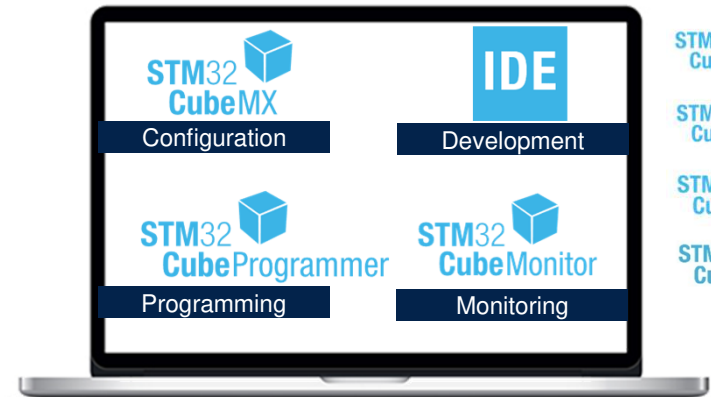 STM32
CubeMX
Configuration
IDE
Development
STM32
CubeProgrammer
Programming
STM32
CubeMonitor
Monitoring